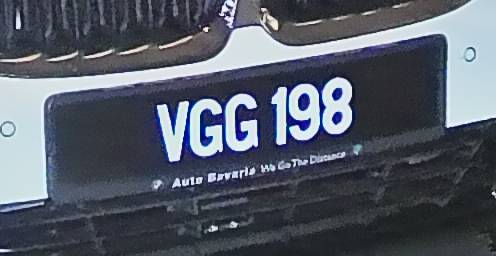 VGG 198
Auto Bavaria We Go The Distance